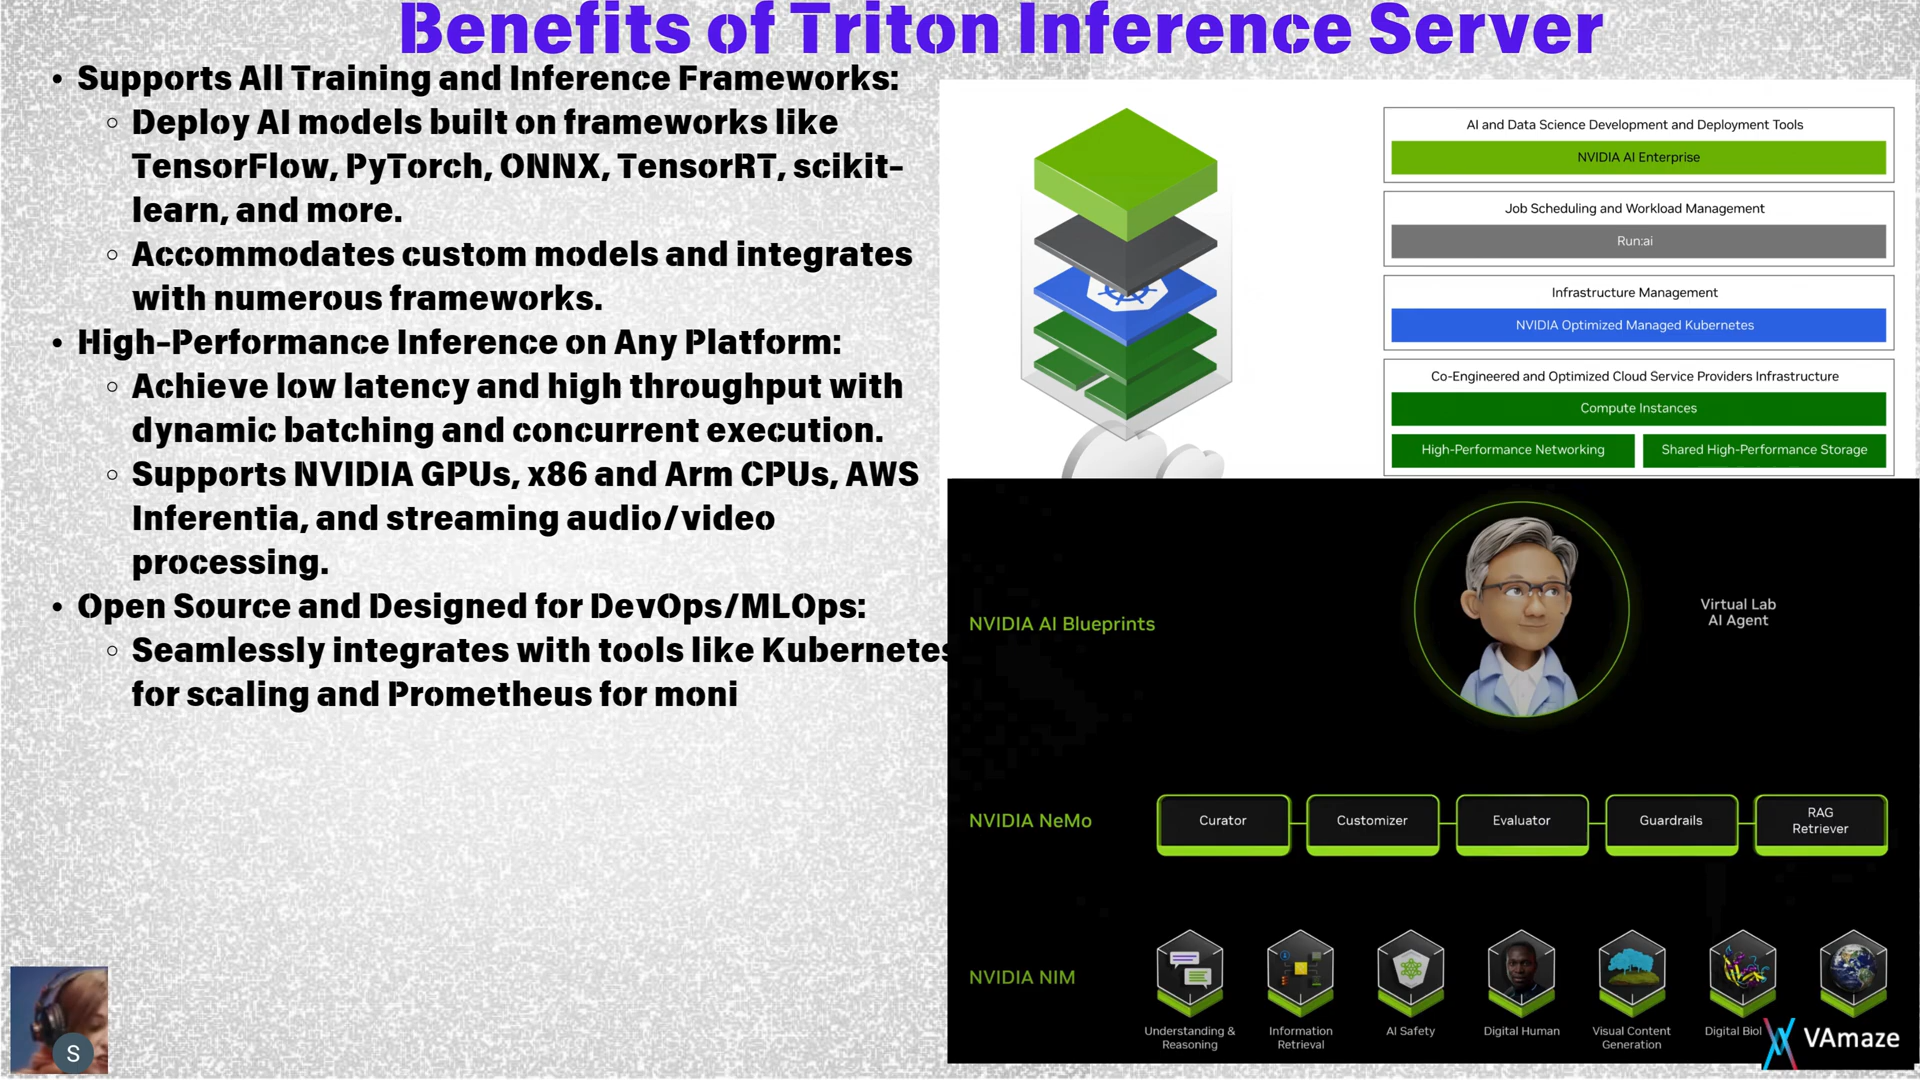 Benefits of Triton Inference Server
• Supports All Training and Inference Frameworks:
○ Deploy AI models built on frameworks like
TensorFlow, PyTorch, ONNX, TensorRT, scikit-
learn, and more.
○ Accommodates custom models and integrates
with numerous frameworks.
• High-Performance Inference on Any Platform:
○ Achieve low latency and high throughput with
dynamic batching and concurrent execution.
○ Supports NVIDIA GPUs, x86 and Arm CPUs, AWS
Inferentia, and streaming audio/video
processing.
• Open Source and Designed for DevOps/MLOps:
○ Seamlessly integrates with tools like Kubernetes
for scaling and Prometheus for moni
AI and Data Science Development and Deployment Tools
NVIDIA AI Enterprise
Job Scheduling and Workload Management
Run:ai
Infrastructure Management
NVIDIA Optimized Managed Kubernetes
Co-Engineered and Optimized Cloud Service Providers Infrastructure
Compute Instances
High-Performance Networking
Shared High-Performance Storage
NVIDIA AI Blueprints
Virtual Lab
AI Agent
NVIDIA NeMo
Curator
Customizer
Evaluator
Guardrails
RAG
Retriever
NVIDIA NIM
Understanding &
Reasoning
Information
Retrieval
AI Safety
Digital Human
Visual Content
Generation
Digital Biol
VAmaze
S